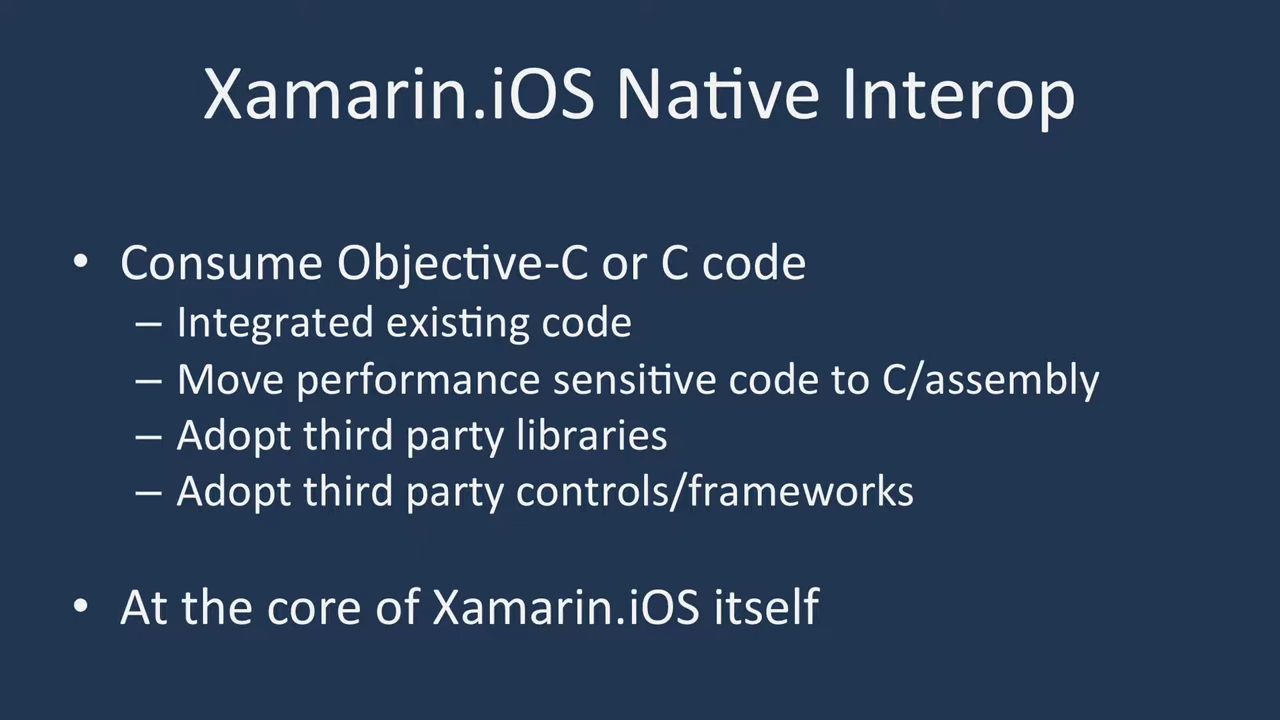 Xamarin.iOS Native Interop
• Consume Objective-C or C code
– Integrated existing code
– Move performance sensitive code to C/assembly
– Adopt third party libraries
– Adopt third party controls/frameworks
• At the core of Xamarin.iOS itself